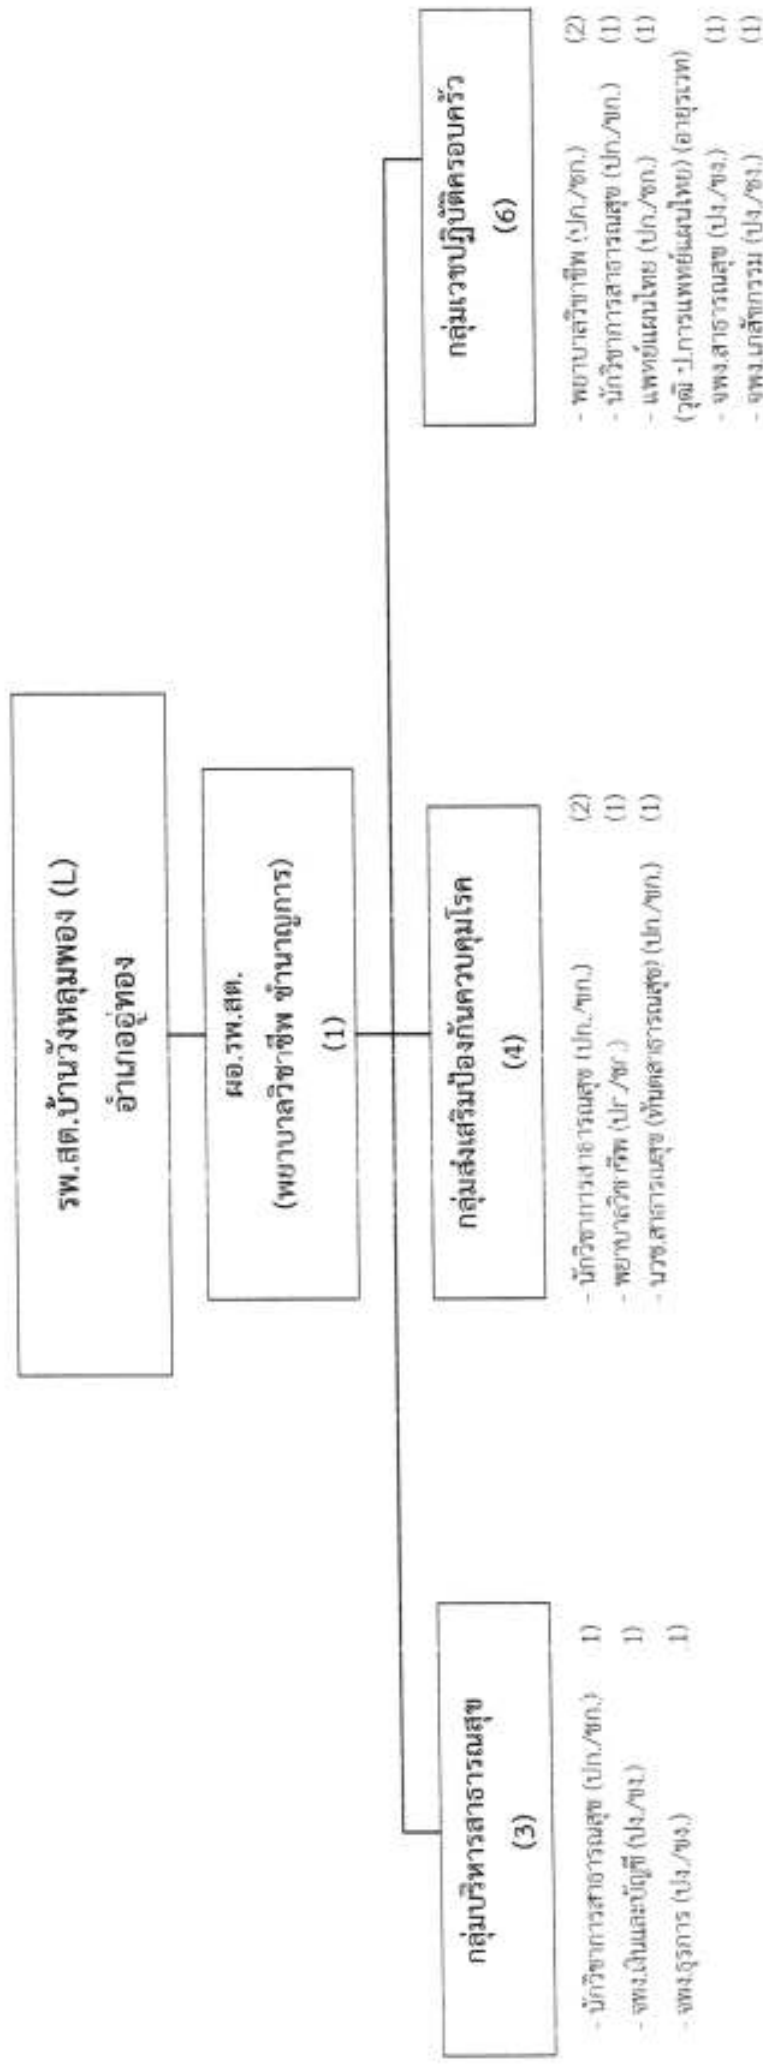 รพ.สต.บ้านวังหลุมพอง (L)
อำเภออู่ทอง
ผอ.รพ.สต.
(พยาบาลวิชาชีพ ชำนาญการ)
(1)
กลุ่มบริหารสาธารณสุข
(3)
- นักวิชาการสาธารณสุข (ปก./ชก.) 1)
- จพง.เงินและบัญชี (ปง./ชง.) 1)
- จพง.ธุรการ (ปง./ชง.) 1)
กลุ่มส่งเสริมป้องกันควบคุมโรค
(4)
- นักวิชาการสาธารณสุข (ปก./ชก.) (2)
- พยาบาลวิชาชีพ (ปก./ชก.) (1)
- นวช.สาธารณสุข (ทันตสาธารณสุข) (ปก./ชก.) (1)
กลุ่มเวชปฏิบัติครอบครัว
(6)
- พยาบาลวิชาชีพ (ปก./ชก.) (2)
- นักวิชาการสาธารณสุข (ปก./ชก.) (1)
- แพทย์แผนไทย (ปก./ชก.) (1)
(วุฒิ ป.การแพทย์แผนไทย) (อายุรเวท)
- จพง.สาธารณสุข (ปง./ชง.) (1)
- จพง.เภสัชกรรม (ปง./ชง.) (1)